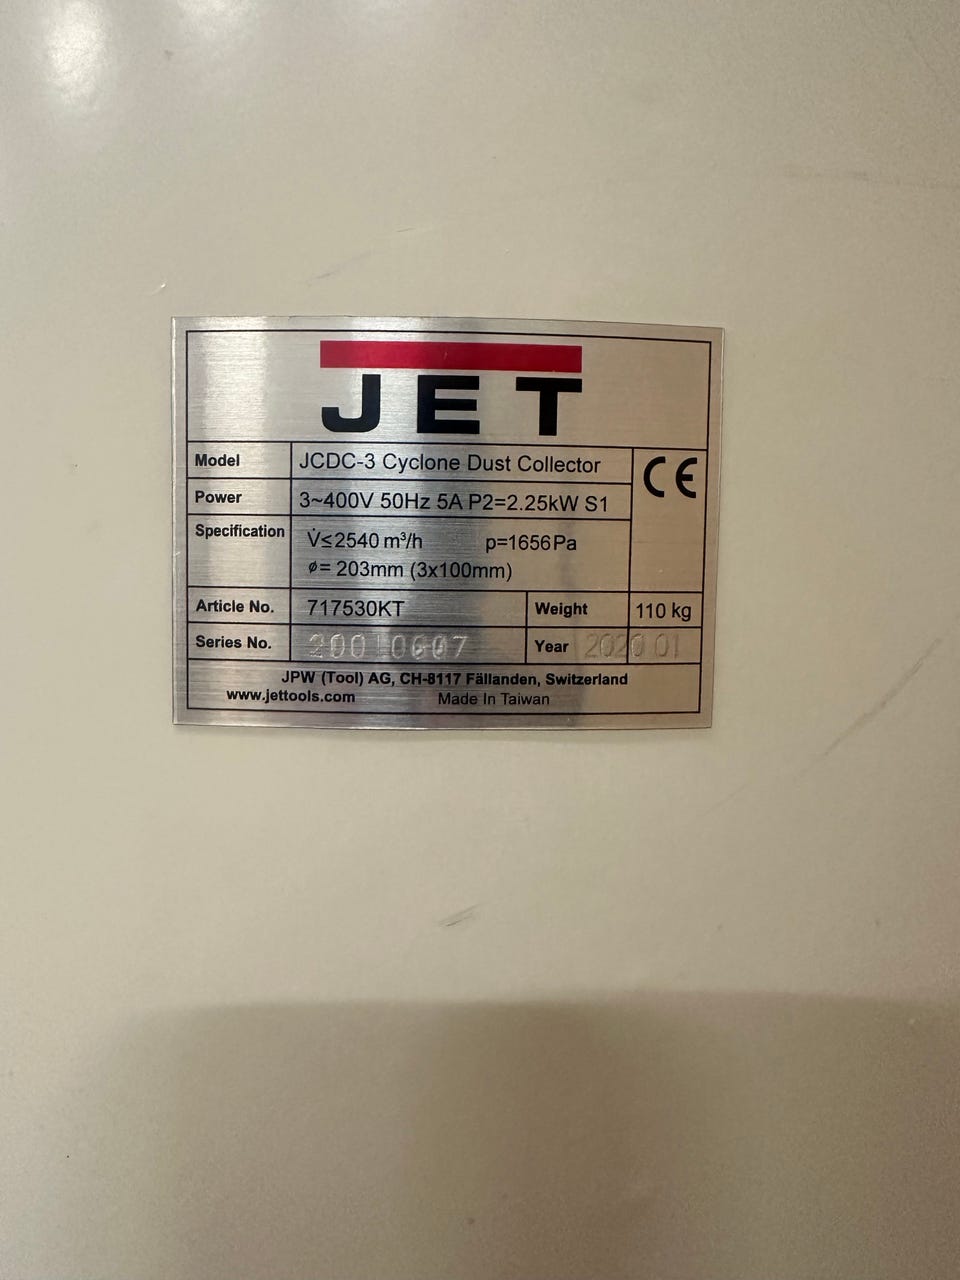 JET
Model JCDC-3 Cyclone Dust Collector CE
Power 3~400V 50Hz 5A P2=2.25kW S1
Specification V̇≤2540 m³/h p=1656Pa
ø= 203mm (3x100mm)
Article No. 717530KT Weight 110 kg
Series No. Year 2020 01
JPW (Tool) AG, CH-8117 Fällanden, Switzerland
www.jettools.com Made In Taiwan